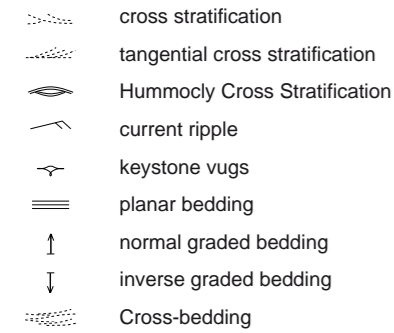 cross stratification
tangential cross stratification
Hummocly Cross Stratification
current ripple
keystone vugs
planar bedding
normal graded bedding
inverse graded bedding
Cross-bedding